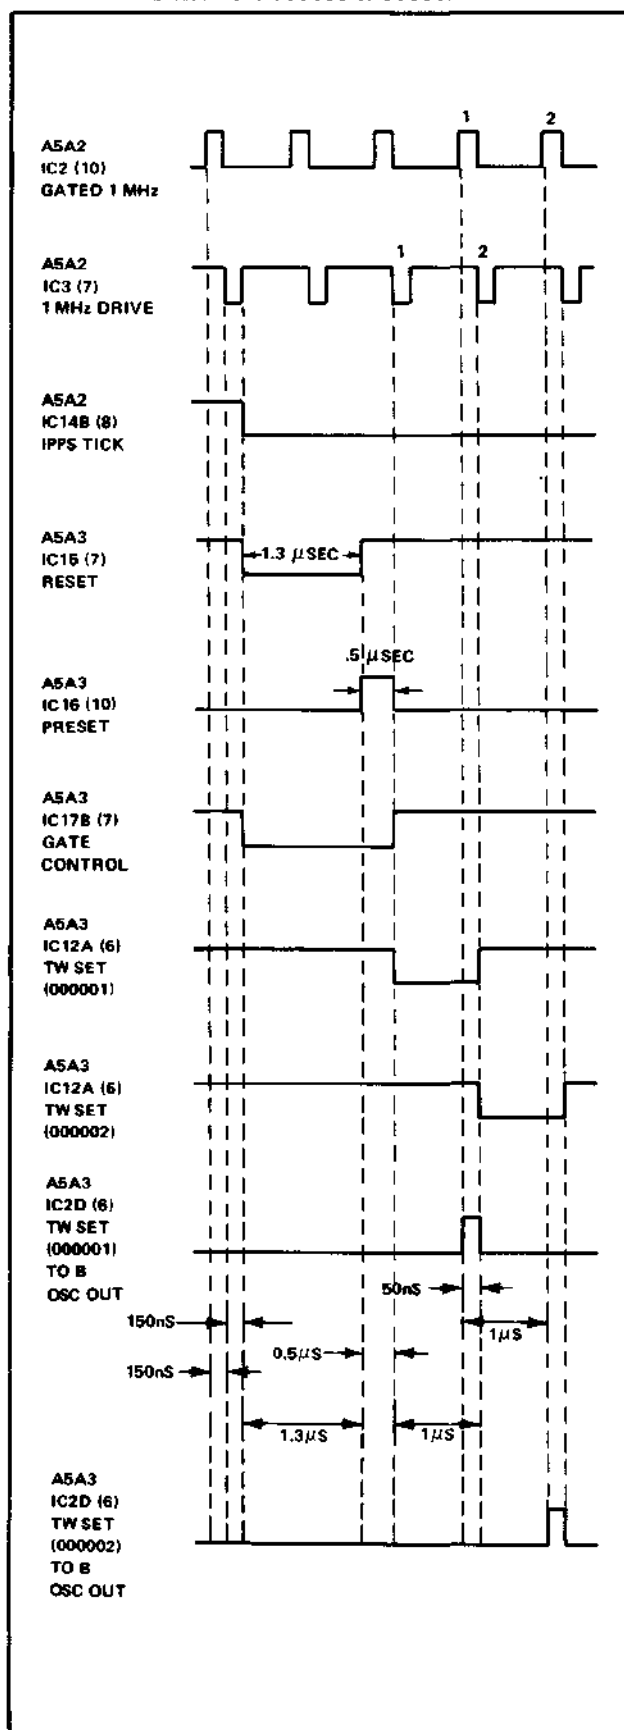 1
2
A5A2
IC2 (10)
GATED 1 MHz
1
2
A5A2
IC3 (7)
1 MHz DRIVE
A5A2
IC14B (8)
IPPS TICK
A5A3
IC15 (7)
RESET
1.3 μSEC
.5 μSEC
A5A3
IC16 (10)
PRESET
A5A3
IC17B (7)
GATE
CONTROL
A5A3
IC12A (6)
TW SET
(000001)
A5A3
IC12A (6)
TW SET
(000002)
A5A3
IC2D (6)
TW SET
(000001)
TO B
OSC OUT
50nS
150nS
1μS
0.5μS
150nS
1.3μS
1μS
A5A3
IC2D (6)
TW SET
(000002)
TO B
OSC OUT